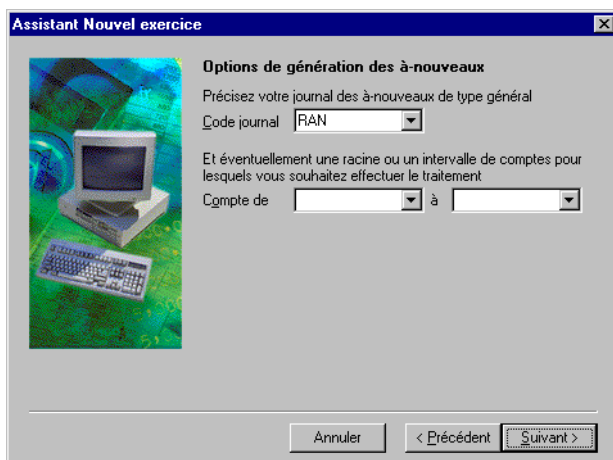 Assistant Nouvel exercice
Options de génération des à-nouveaux
Précisez votre journal des à-nouveaux de type général
Code journal RAN
Et éventuellement une racine ou un intervalle de comptes pour
lesquels vous souhaitez effectuer le traitement
Compte de à
Annuler < Précédent Suivant >